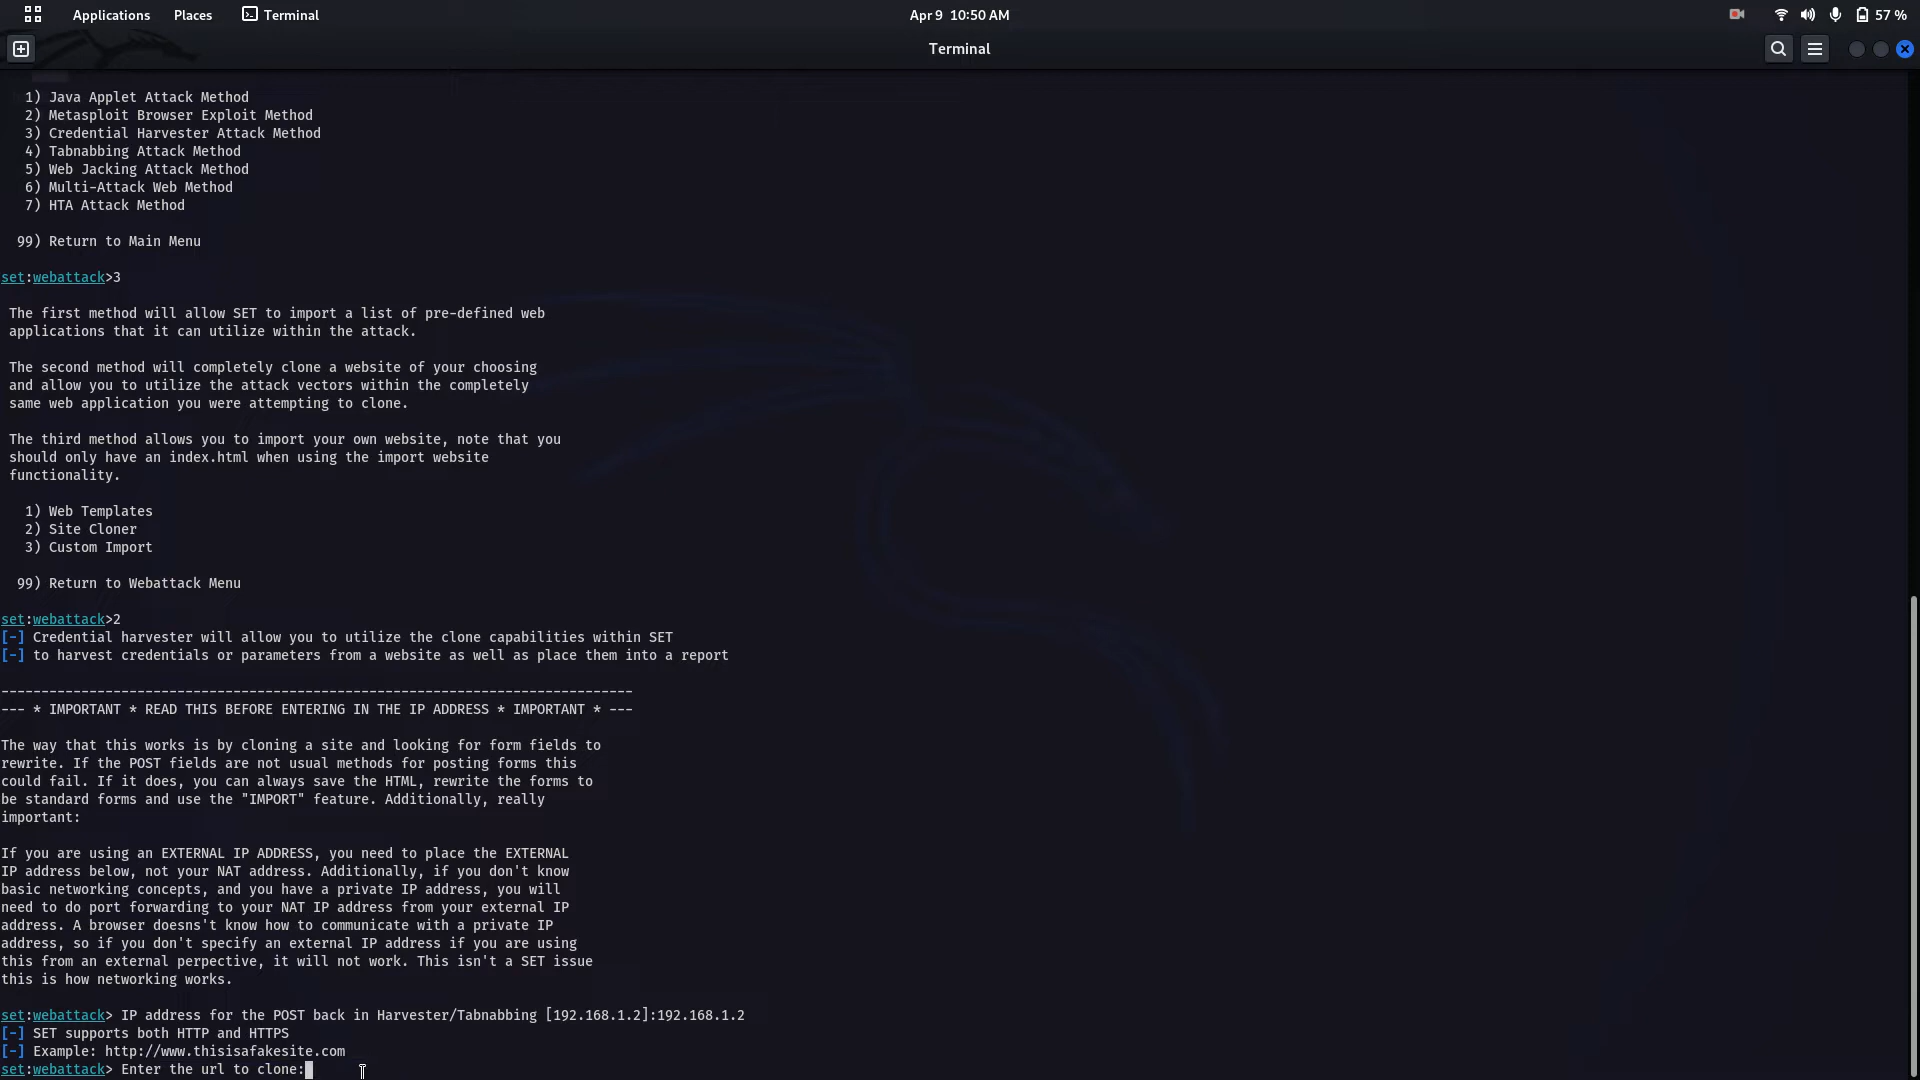 Applications Places Terminal Apr 9 10:50 AM 57 %
Terminal
1) Java Applet Attack Method
2) Metasploit Browser Exploit Method
3) Credential Harvester Attack Method
4) Tabnabbing Attack Method
5) Web Jacking Attack Method
6) Multi-Attack Web Method
7) HTA Attack Method
99) Return to Main Menu
set:webattack>3
The first method will allow SET to import a list of pre-defined web
applications that it can utilize within the attack.
The second method will completely clone a website of your choosing
and allow you to utilize the attack vectors within the completely
same web application you were attempting to clone.
The third method allows you to import your own website, note that you
should only have an index.html when using the import website
functionality.
1) Web Templates
2) Site Cloner
3) Custom Import
99) Return to Webattack Menu
set:webattack>2
[-] Credential harvester will allow you to utilize the clone capabilities within SET
[-] to harvest credentials or parameters from a website as well as place them into a report
-------------------------------------------------------------------------------
--- * IMPORTANT * READ THIS BEFORE ENTERING IN THE IP ADDRESS * IMPORTANT * ---
The way that this works is by cloning a site and looking for form fields to
rewrite. If the POST fields are not usual methods for posting forms this
could fail. If it does, you can always save the HTML, rewrite the forms to
be standard forms and use the "IMPORT" feature. Additionally, really
important:
If you are using an EXTERNAL IP ADDRESS, you need to place the EXTERNAL
IP address below, not your NAT address. Additionally, if you don't know
basic networking concepts, and you have a private IP address, you will
need to do port forwarding to your NAT IP address from your external IP
address. A browser doesns't know how to communicate with a private IP
address, so if you don't specify an external IP address if you are using
this from an external perpective, it will not work. This isn't a SET issue
this is how networking works.
set:webattack> IP address for the POST back in Harvester/Tabnabbing [192.168.1.2]:192.168.1.2
[-] SET supports both HTTP and HTTPS
[-] Example: http://www.thisisafakesite.com
set:webattack> Enter the url to clone: